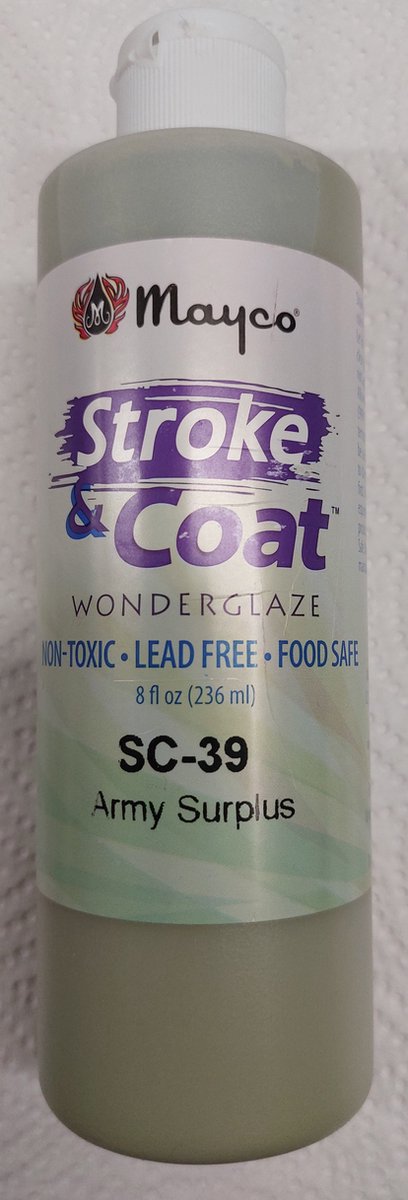 Mayco®
Stroke
& Coat™
WONDERGLAZE
NON-TOXIC • LEAD FREE • FOOD SAFE
8 fl oz (236 ml)
SC-39
Army Surplus